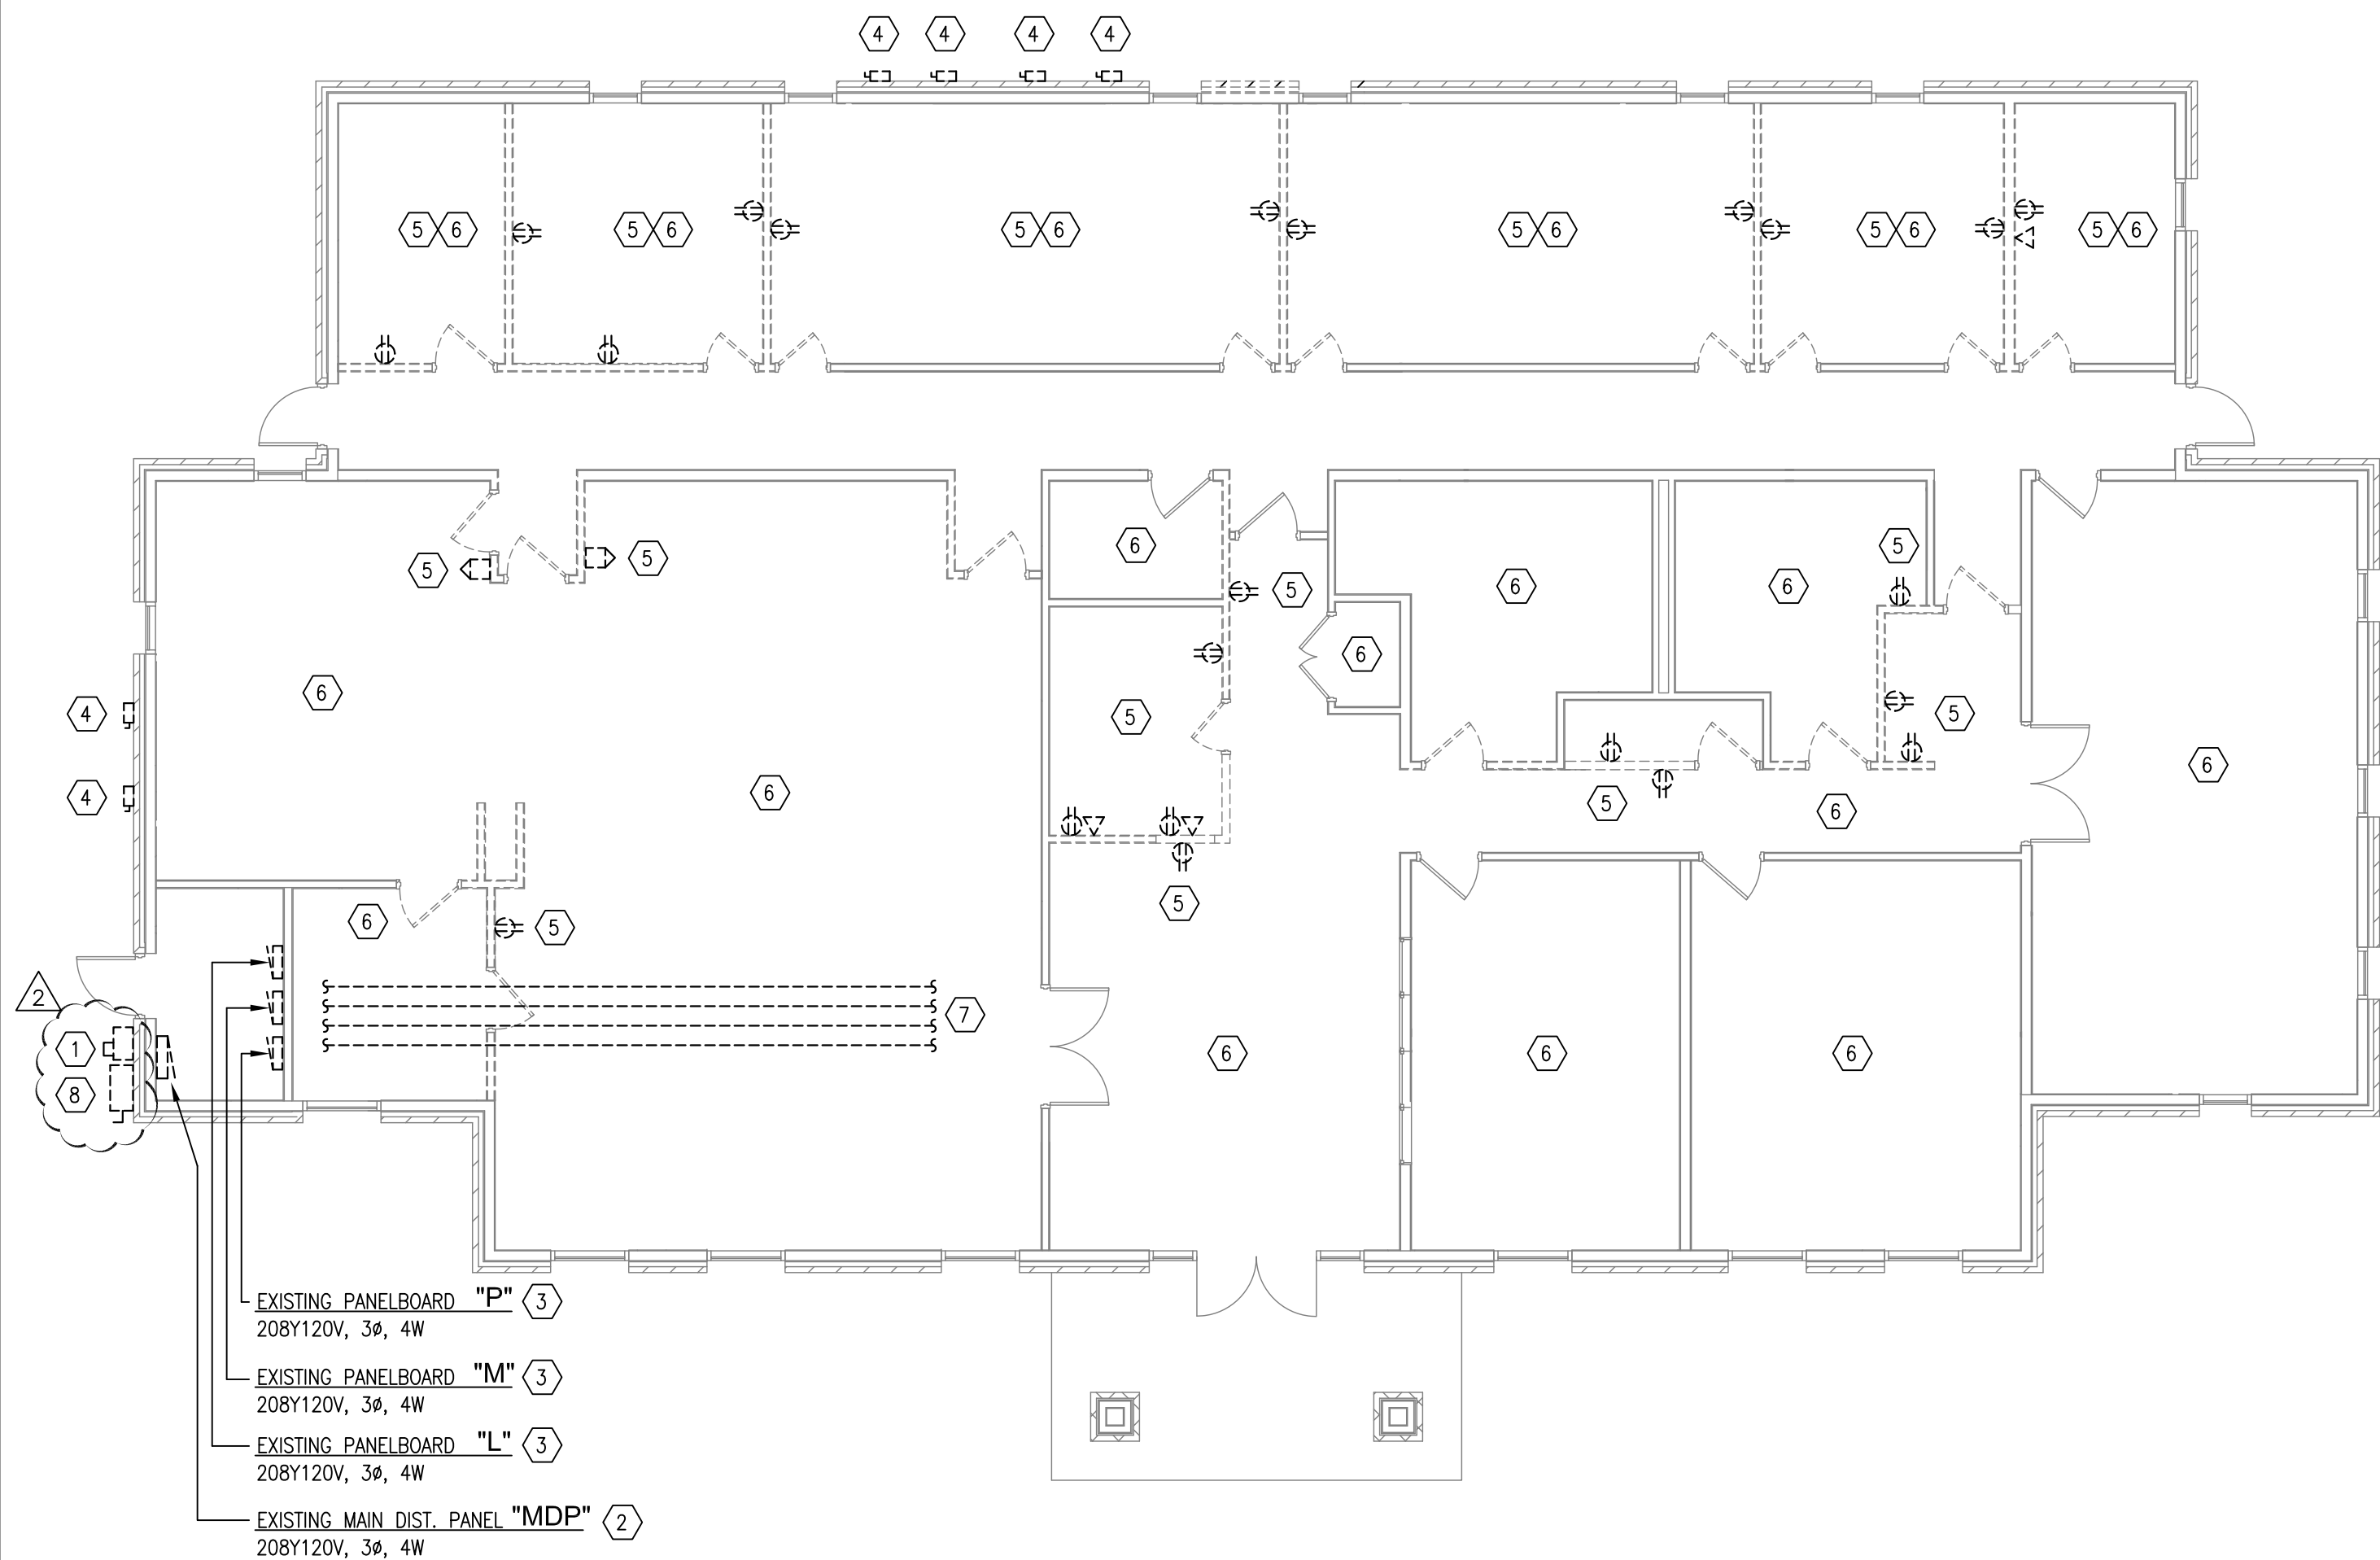 4 4 4 4
5 6 5 6 5 6 5 6 5 6 5 6
6 5
5 5 5 6 6
6
6
4 5 5
6
4 6 5 6
5
6 5
2
7
1 6 6 6
8
EXISTING PANELBOARD "P" 3
208Y120V, 3ø, 4W
EXISTING PANELBOARD "M" 3
208Y120V, 3ø, 4W
EXISTING PANELBOARD "L" 3
208Y120V, 3ø, 4W
EXISTING MAIN DIST. PANEL "MDP" 2
208Y120V, 3ø, 4W